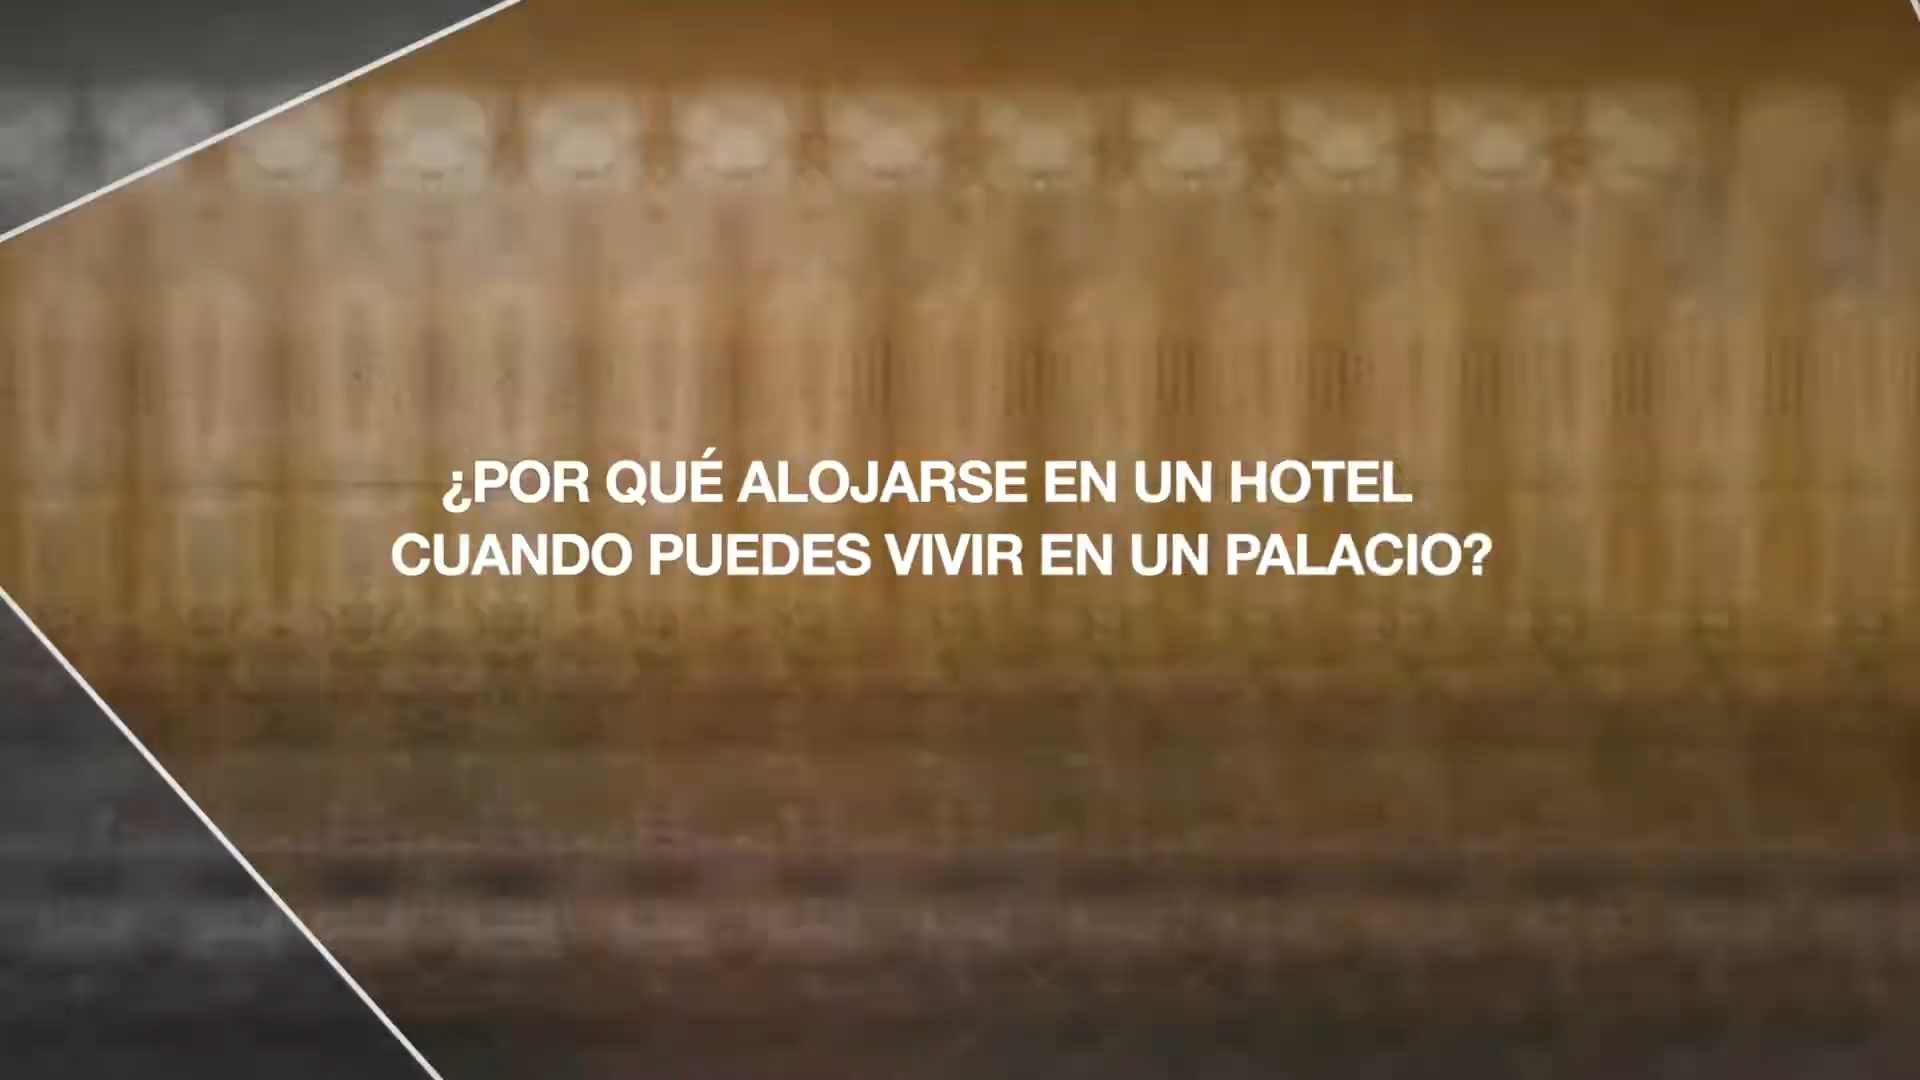 ¿POR QUÉ ALOJARSE EN UN HOTEL
CUANDO PUEDES VIVIR EN UN PALACIO?